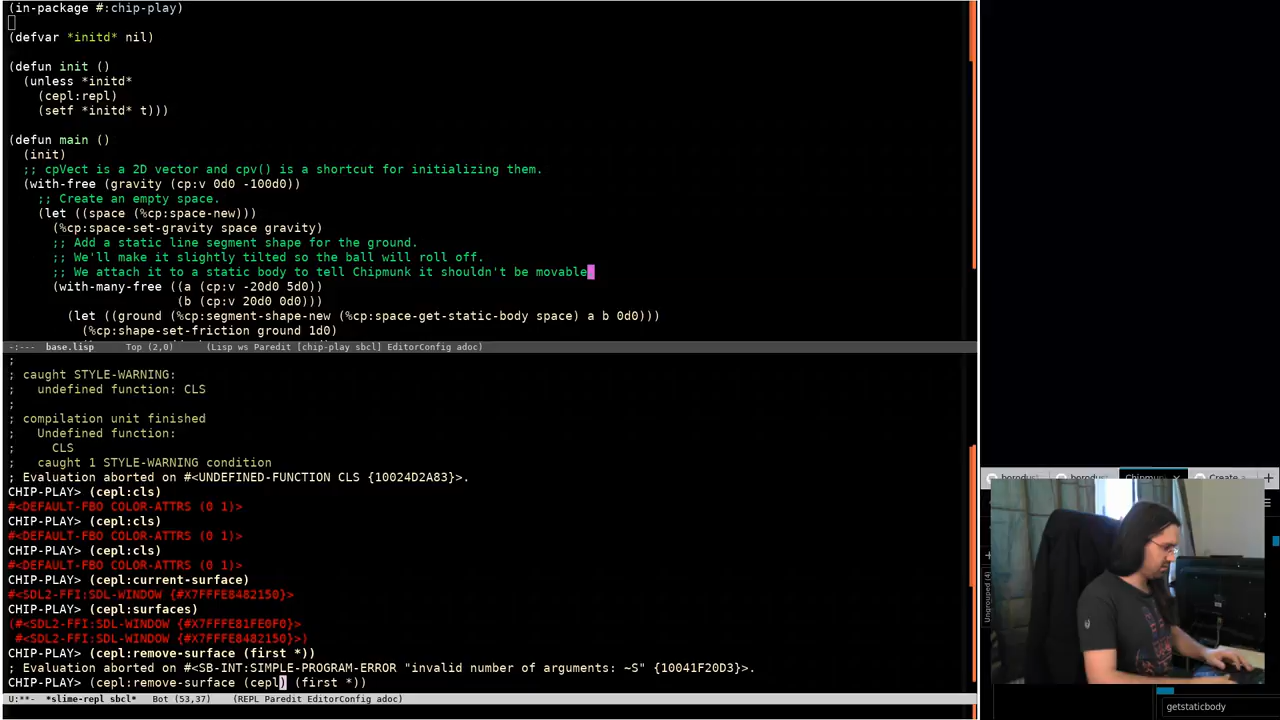 (in-package #:chip-play)
(defvar *initd* nil)
(defun init ()
(unless *initd*
(cepl:repl)
(setf *initd* t)))
(defun main ()
(init)
;; cpVect is a 2D vector and cpv() is a shortcut for initializing them.
(with-free (gravity (cp:v 0d0 -100d0))
;; Create an empty space.
(let ((space (%cp:space-new)))
(%cp:space-set-gravity space gravity)
;; Add a static line segment shape for the ground.
;; We'll make it slightly tilted so the ball will roll off.
;; We attach it to a static body to tell Chipmunk it shouldn't be movable
(with-many-free ((a (cp:v -20d0 5d0))
(b (cp:v 20d0 0d0)))
(let ((ground (%cp:segment-shape-new (%cp:space-get-static-body space) a b 0d0)))
(%cp:shape-set-friction ground 1d0)
-:--- base.lisp Top (2,0) (Lisp ws Paredit [chip-play sbcl] EditorConfig adoc)
;
; caught STYLE-WARNING:
; undefined function: CLS
;
; compilation unit finished
; Undefined function:
; CLS
; caught 1 STYLE-WARNING condition
; Evaluation aborted on #<UNDEFINED-FUNCTION CLS {10024D2A83}>.
CHIP-PLAY> (cepl:cls)
#<DEFAULT-FBO COLOR-ATTRS (0 1)>
CHIP-PLAY> (cepl:cls)
#<DEFAULT-FBO COLOR-ATTRS (0 1)>
CHIP-PLAY> (cepl:cls)
#<DEFAULT-FBO COLOR-ATTRS (0 1)>
CHIP-PLAY> (cepl:current-surface)
#<SDL2-FFI:SDL-WINDOW {#X7FFFE8482150}>
CHIP-PLAY> (cepl:surfaces)
(#<SDL2-FFI:SDL-WINDOW {#X7FFFE81FE0F0}>
#<SDL2-FFI:SDL-WINDOW {#X7FFFE8482150}>)
CHIP-PLAY> (cepl:remove-surface (first *))
; Evaluation aborted on #<SB-INT:SIMPLE-PROGRAM-ERROR "invalid number of arguments: ~S" {10041F20D3}>.
CHIP-PLAY> (cepl:remove-surface (cepl) (first *))
U:**- *slime-repl sbcl* Bot (53,37) (REPL Paredit EditorConfig adoc)
borodus
borodus
Chipmu
Create
Ungrouped (4)
getstaticbody